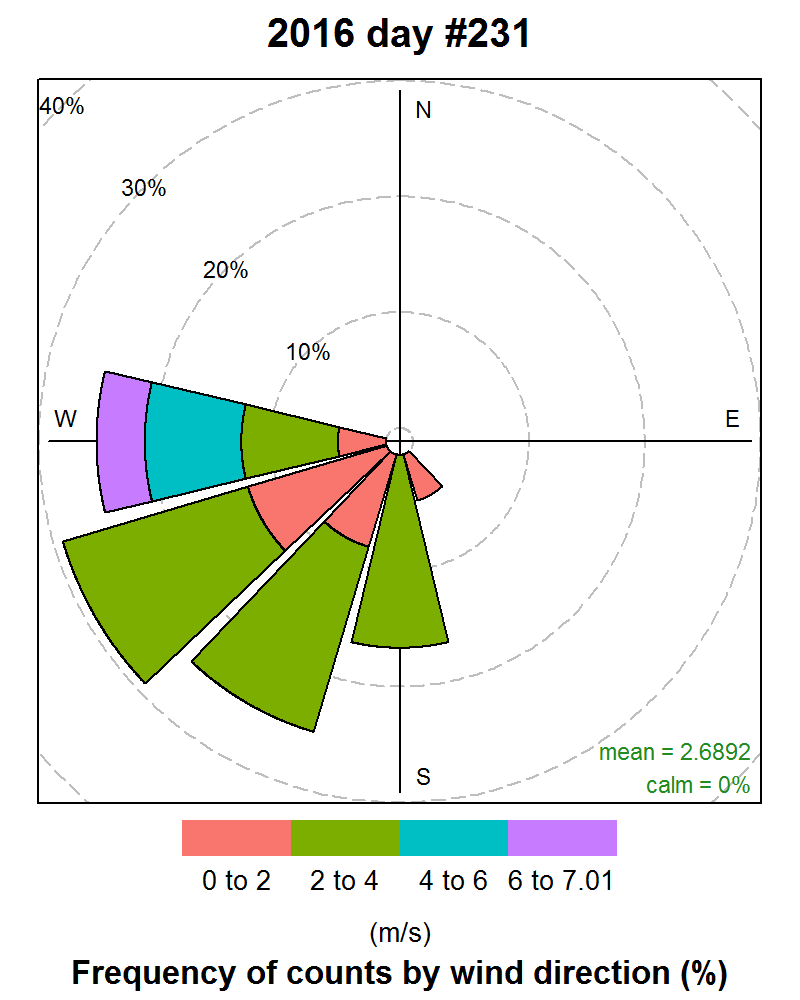 2016 day #231
40%
N
30%
20%
10%
W
E
S
mean = 2.6892
calm = 0%
0 to 2 2 to 4 4 to 6 6 to 7.01
(m/s)
Frequency of counts by wind direction (%)